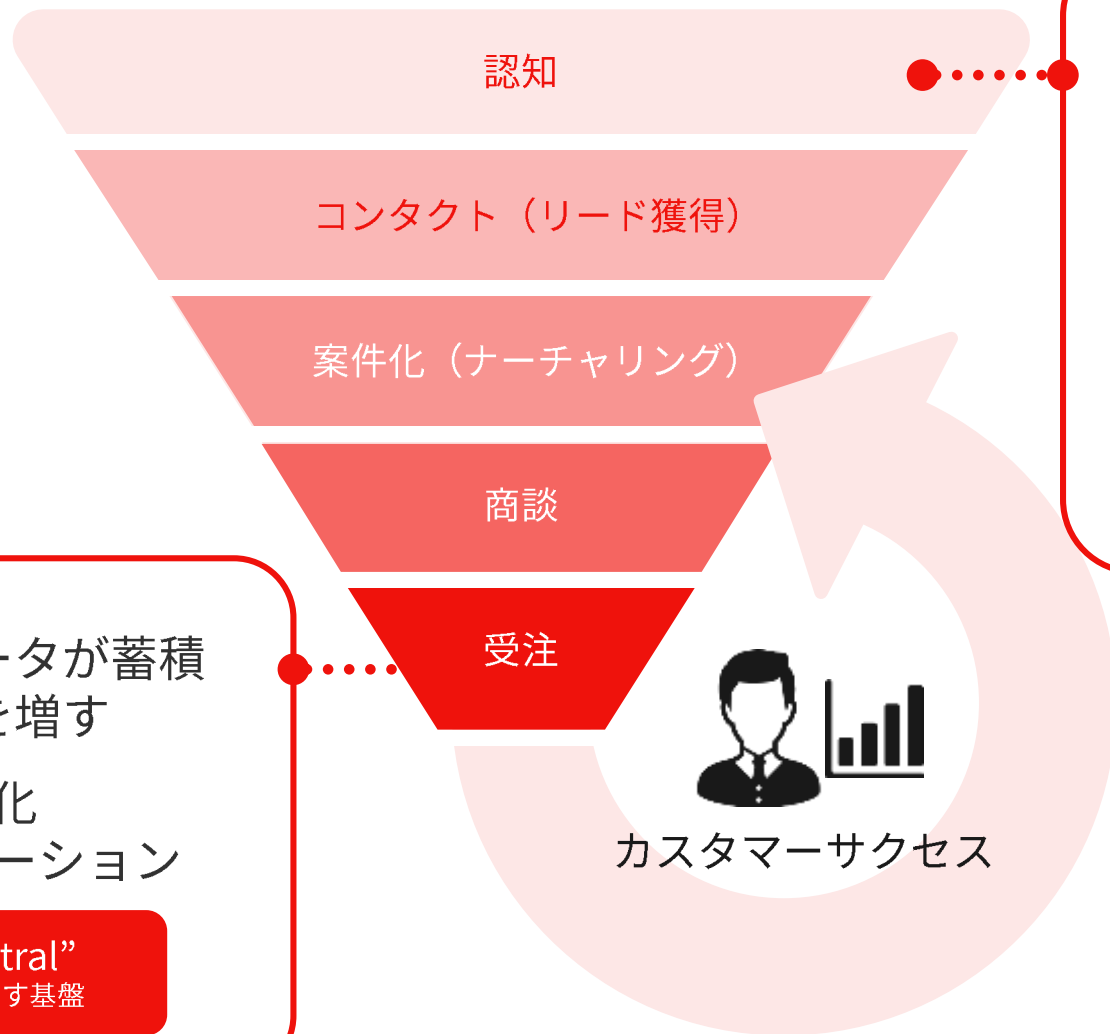 認知
コンタクト（リード獲得）
案件化（ナーチャリング）
商談
受注
ータが蓄積
を増す
化
ーション
tral”
す基盤
カスタマーサクセス